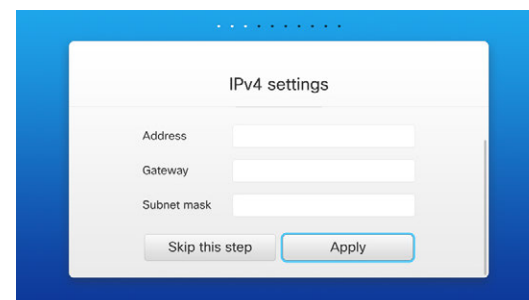 IPv4 settings
Address
Gateway
Subnet mask
Skip this step Apply